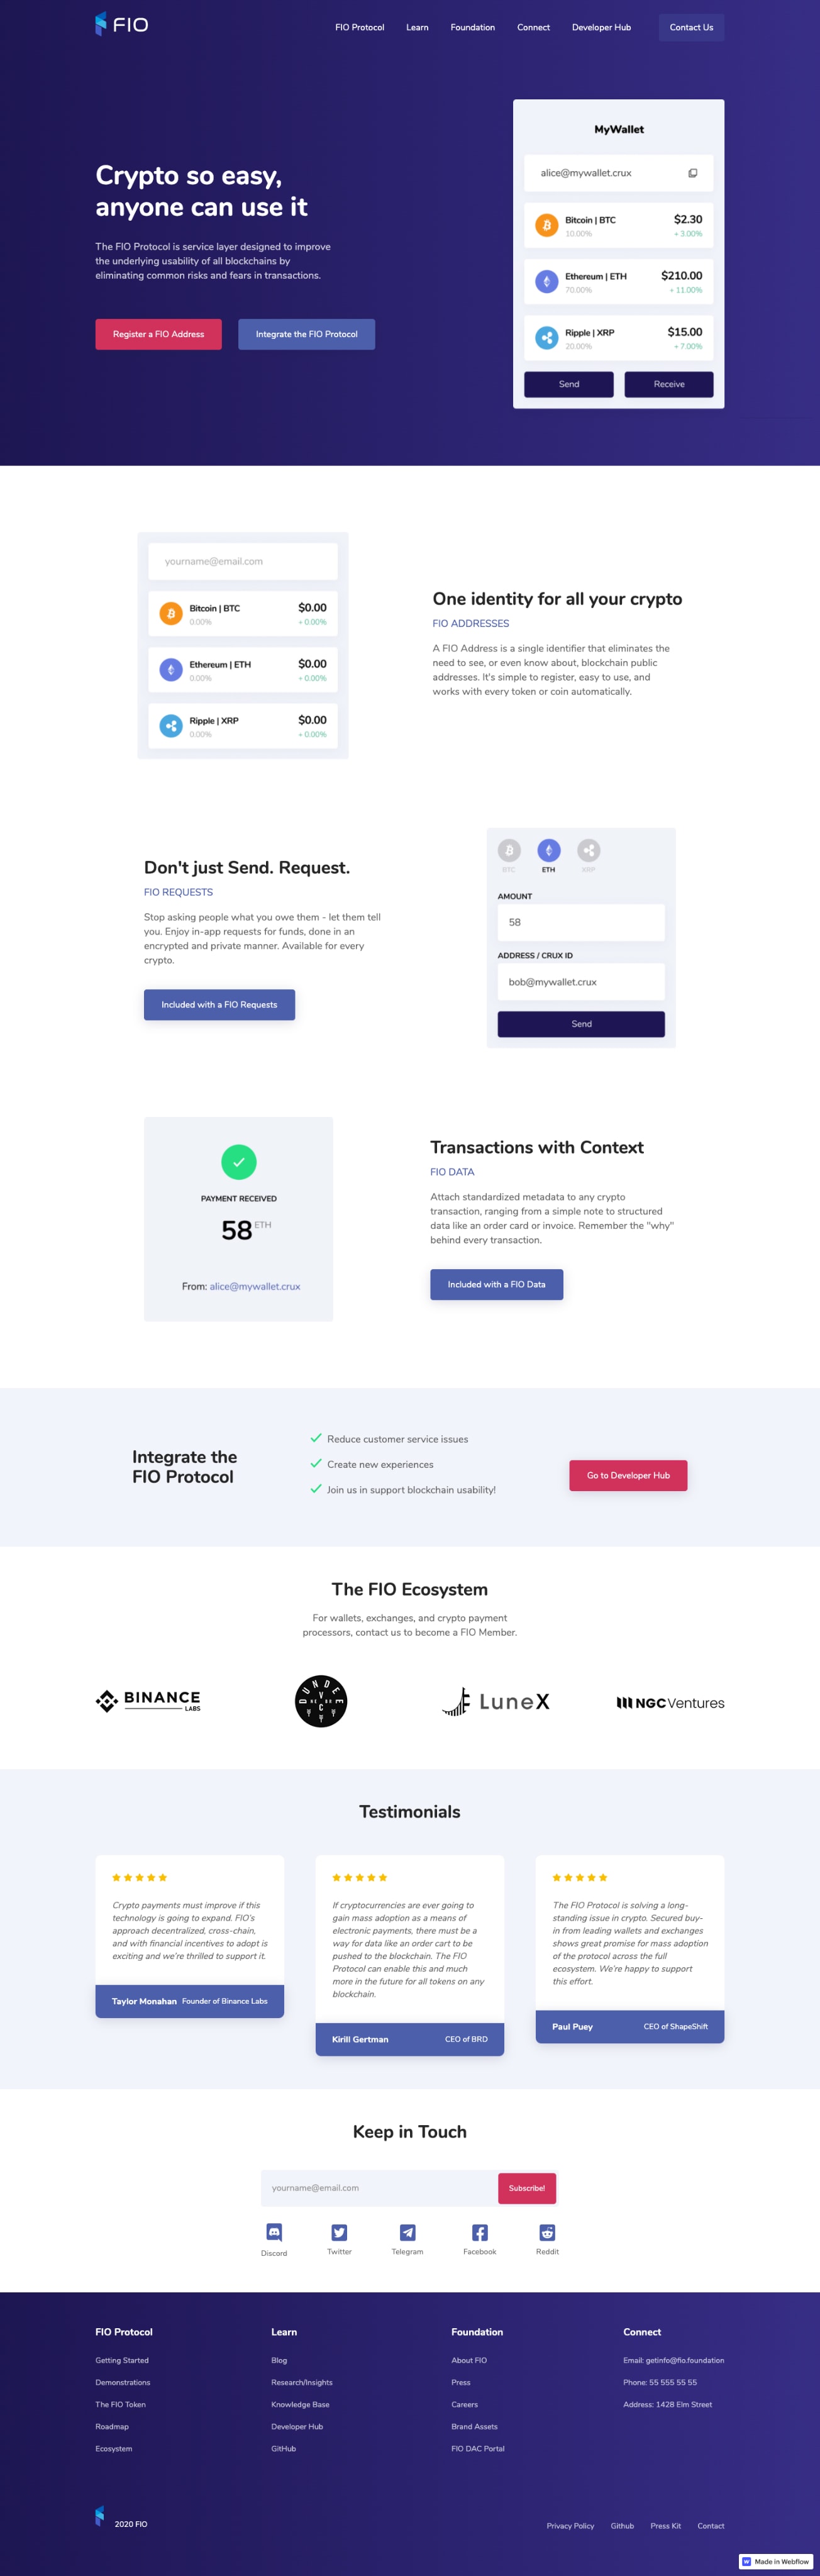 FIO
FIO Protocol
Learn
Foundation
Connect
Developer Hub
Contact Us
Crypto so easy,
anyone can use it
The FIO Protocol is service layer designed to improve
the underlying usability of all blockchains by
eliminating common risks and fears in transactions.
Register a FIO Address
Integrate the FIO Protocol
MyWallet
alice@mywallet.crux
Bitcoin | BTC
$2.30
10.00%
+ 3.00%
Ethereum | ETH
$210.00
70.00%
+ 11.00%
Ripple | XRP
$15.00
20.00%
+ 7.00%
Send
Receive
yourname@email.com
Bitcoin | BTC
$0.00
0.00%
+ 0.00%
Ethereum | ETH
$0.00
0.00%
+ 0.00%
Ripple | XRP
$0.00
0.00%
+ 0.00%
One identity for all your crypto
FIO ADDRESSES
A FIO Address is a single identifier that eliminates the
need to see, or even know about, blockchain public
addresses. It's simple to register, easy to use, and
works with every token or coin automatically.
Don't just Send. Request.
FIO REQUESTS
Stop asking people what you owe them - let them tell
you. Enjoy in-app requests for funds, done in an
encrypted and private manner. Available for every
crypto.
Included with a FIO Requests
BTC
ETH
XRP
AMOUNT
58
ADDRESS / CRUX ID
bob@mywallet.crux
Send
PAYMENT RECEIVED
58 ETH
From: alice@mywallet.crux
Transactions with Context
FIO DATA
Attach standardized metadata to any crypto
transaction, ranging from a simple note to structured
data like an order card or invoice. Remember the "why"
behind every transaction.
Included with a FIO Data
Integrate the
FIO Protocol
Reduce customer service issues
Create new experiences
Join us in support blockchain usability!
Go to Developer Hub
The FIO Ecosystem
For wallets, exchanges, and crypto payment
processors, contact us to become a FIO Member.
BINANCE
LABS
LuneX
NGC Ventures
Testimonials
Crypto payments must improve if this
technology is going to expand. FIO's
approach decentralized, cross-chain,
and with financial incentives to adopt is
exciting and we're thrilled to support it.
Taylor Monahan
Founder of Binance Labs
If cryptocurrencies are ever going to
gain mass adoption as a means of
electronic payments, there must be a
way for data like an order cart to be
pushed to the blockchain. The FIO
Protocol can enable this and much
more in the future for all tokens on any
blockchain.
Kirill Gertman
CEO of BRD
The FIO Protocol is solving a long-
standing issue in crypto. Secured buy-
in from leading wallets and exchanges
shows great promise for mass adoption
of the protocol across the full
ecosystem. We're happy to support
this effort.
Paul Puey
CEO of ShapeShift
Keep in Touch
yourname@email.com
Subscribe!
Discord
Twitter
Telegram
Facebook
Reddit
FIO Protocol
Getting Started
Demonstrations
The FIO Token
Roadmap
Ecosystem
Learn
Blog
Research/Insights
Knowledge Base
Developer Hub
GitHub
Foundation
About FIO
Press
Careers
Brand Assets
FIO DAC Portal
Connect
Email: getinfo@fio.foundation
Phone: 55 555 55 55
Address: 1428 Elm Street
2020 FIO
Privacy Policy
Github
Press Kit
Contact
Made in Webflow